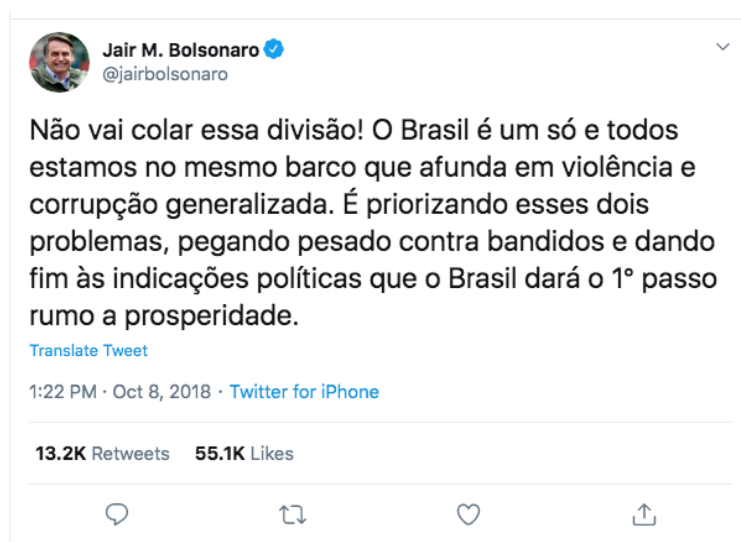 Jair M. Bolsonaro
@jairbolsonaro
Não vai colar essa divisão! O Brasil é um só e todos
estamos no mesmo barco que afunda em violência e
corrupção generalizada. É priorizando esses dois
problemas, pegando pesado contra bandidos e dando
fim às indicações políticas que o Brasil dará o 1° passo
rumo a prosperidade.
Translate Tweet
1:22 PM · Oct 8, 2018 · Twitter for iPhone
13.2K Retweets 55.1K Likes